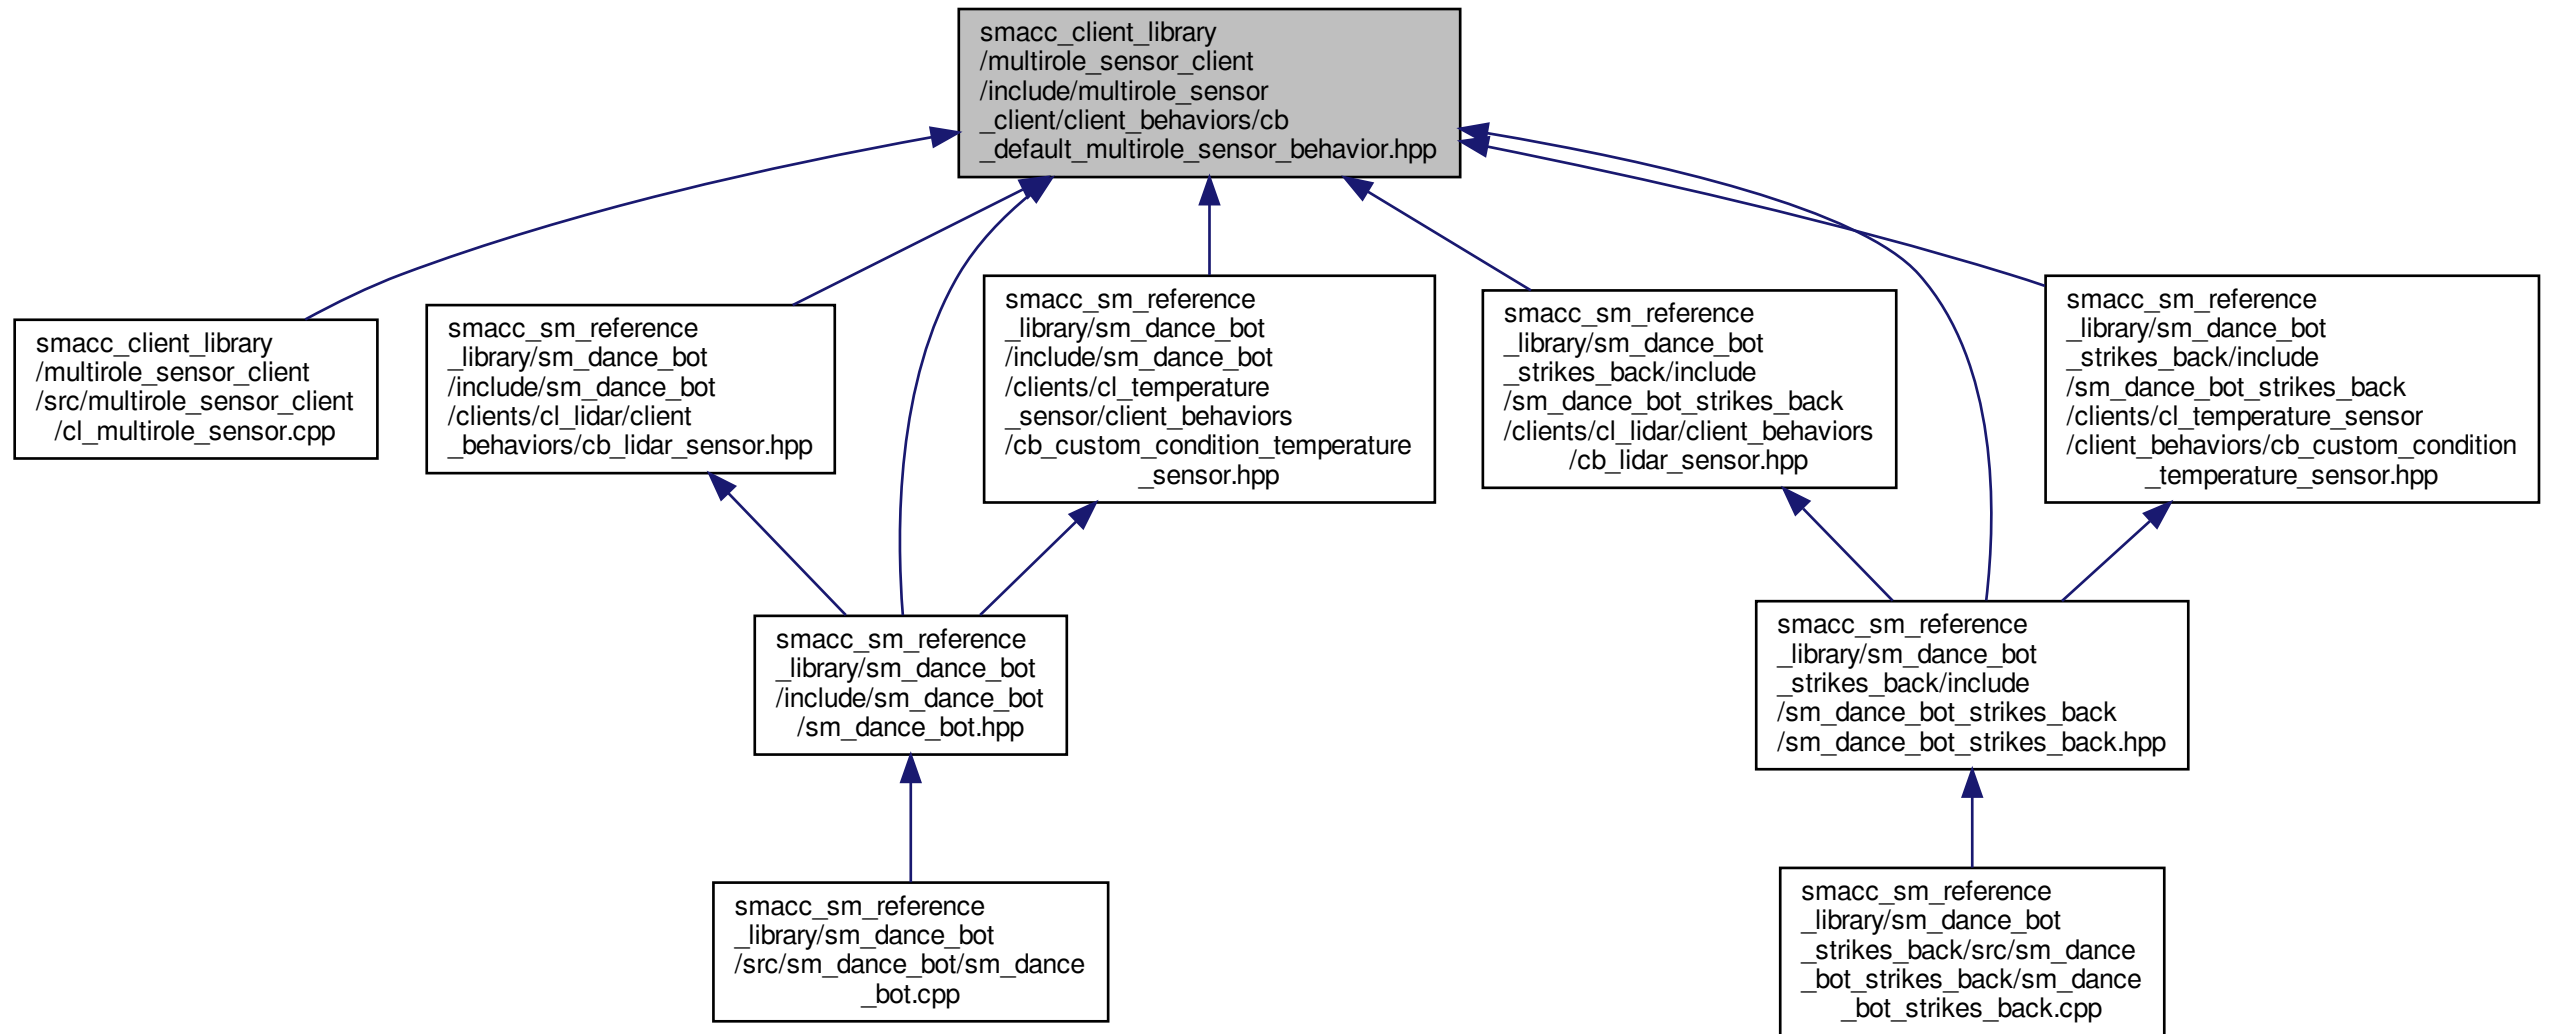 smacc_client_library
/multirole_sensor_client
/include/multirole_sensor
_client/client_behaviors/cb
_default_multirole_sensor_behavior.hpp
smacc_client_library
/multirole_sensor_client
/src/multirole_sensor_client
/cl_multirole_sensor.cpp
smacc_sm_reference
_library/sm_dance_bot
/include/sm_dance_bot
/clients/cl_lidar/client
_behaviors/cb_lidar_sensor.hpp
smacc_sm_reference
_library/sm_dance_bot
/include/sm_dance_bot
/clients/cl_temperature
_sensor/client_behaviors
/cb_custom_condition_temperature
_sensor.hpp
smacc_sm_reference
_library/sm_dance_bot
_strikes_back/include
/sm_dance_bot_strikes_back
/clients/cl_lidar/client_behaviors
/cb_lidar_sensor.hpp
smacc_sm_reference
_library/sm_dance_bot
_strikes_back/include
/sm_dance_bot_strikes_back
/clients/cl_temperature_sensor
/client_behaviors/cb_custom_condition
_temperature_sensor.hpp
smacc_sm_reference
_library/sm_dance_bot
/include/sm_dance_bot
/sm_dance_bot.hpp
smacc_sm_reference
_library/sm_dance_bot
_strikes_back/include
/sm_dance_bot_strikes_back
/sm_dance_bot_strikes_back.hpp
smacc_sm_reference
_library/sm_dance_bot
/src/sm_dance_bot/sm_dance
_bot.cpp
smacc_sm_reference
_library/sm_dance_bot
_strikes_back/src/sm_dance
_bot_strikes_back/sm_dance
_bot_strikes_back.cpp